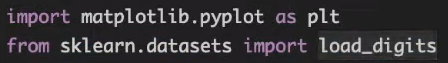 import matplotlib.pyplot as plt
from sklearn.datasets import load_digits